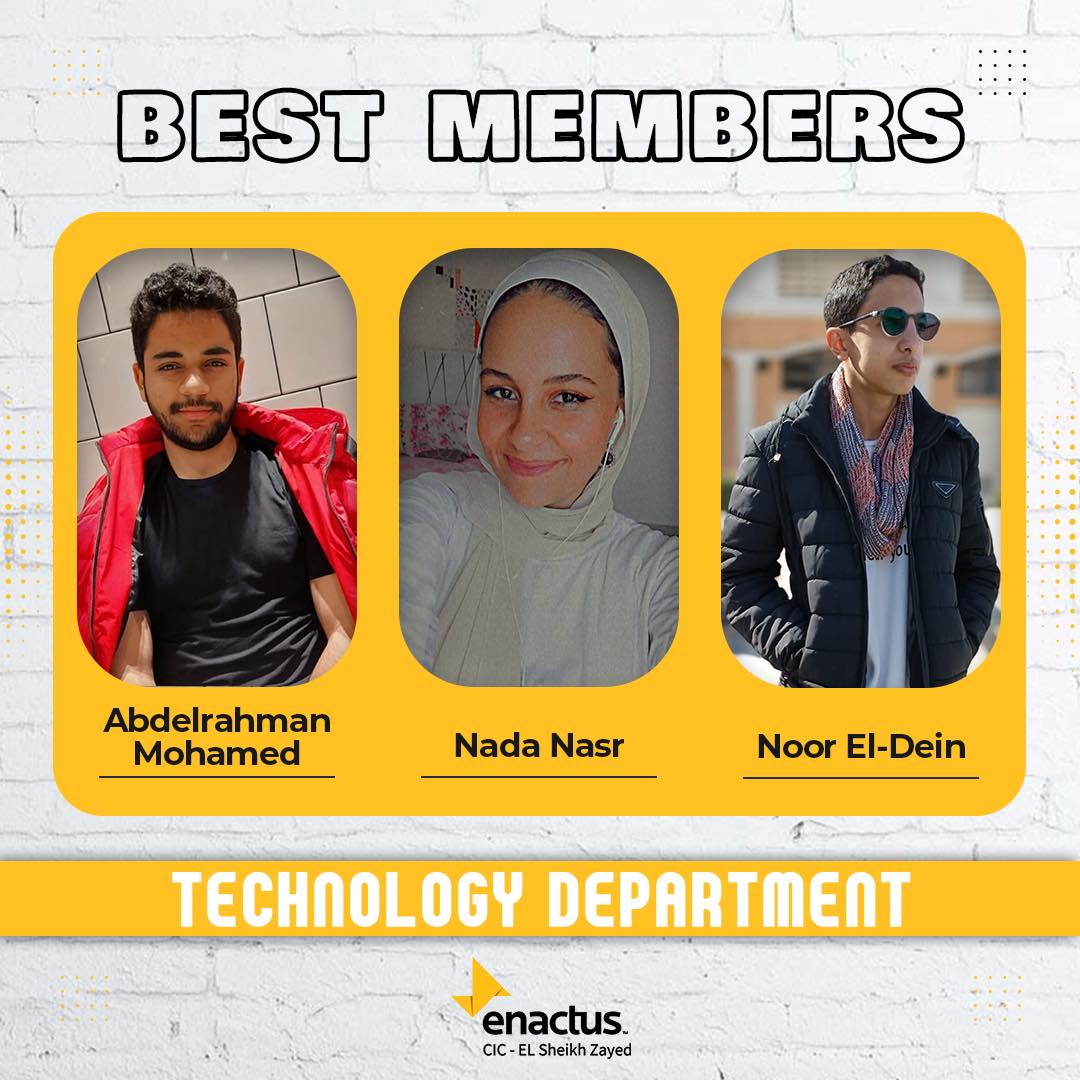 BEST MEMBERS
Abdelrahman
Mohamed
Nada Nasr
Noor El-Dein
TECHNOLOGY DEPARTMENT
enactus
CIC - EL Sheikh Zayed